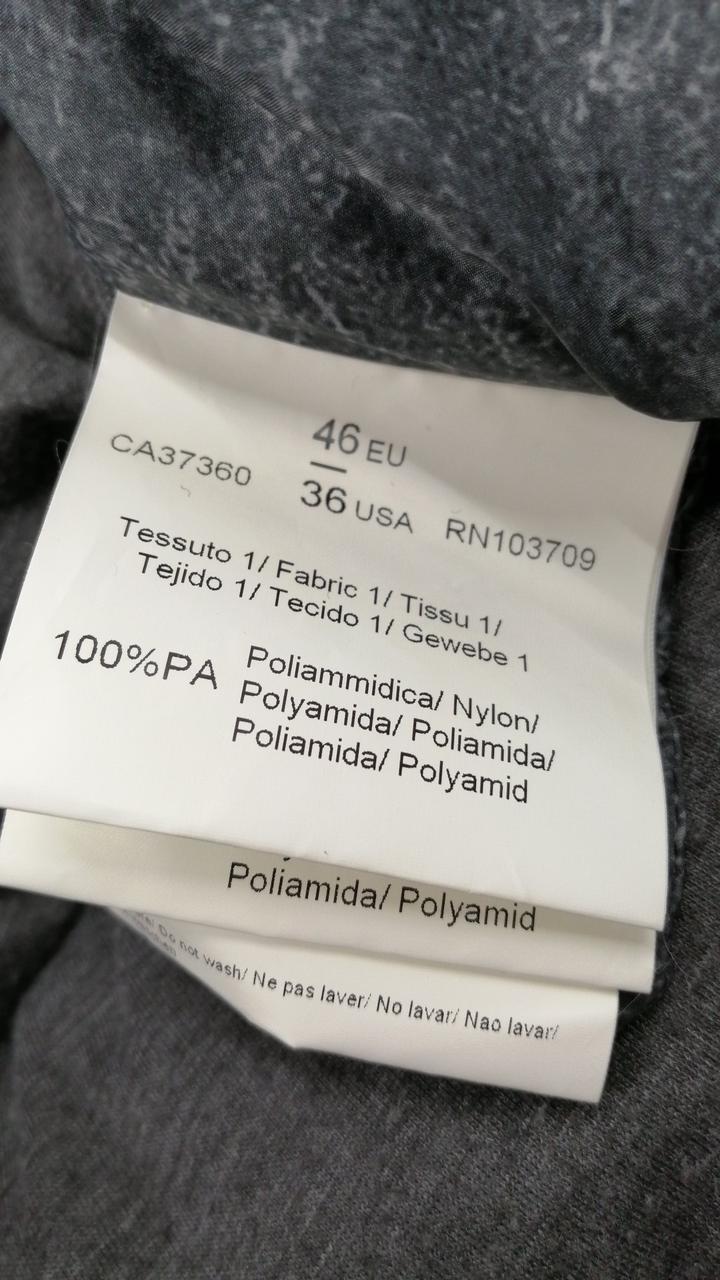 46 EU
CA37360
36 USA
RN103709
Tessuto 1/ Fabric 1/ Tissu 1/
Tejido 1/ Tecido 1/ Gewebe 1
100%PA
Poliammidica/ Nylon/
Polyamida/ Poliamida/
Poliamida/ Polyamid
Poliamida/ Polyamid
Do not wash/ Ne pas laver/ No lavar/ Nao lavar/